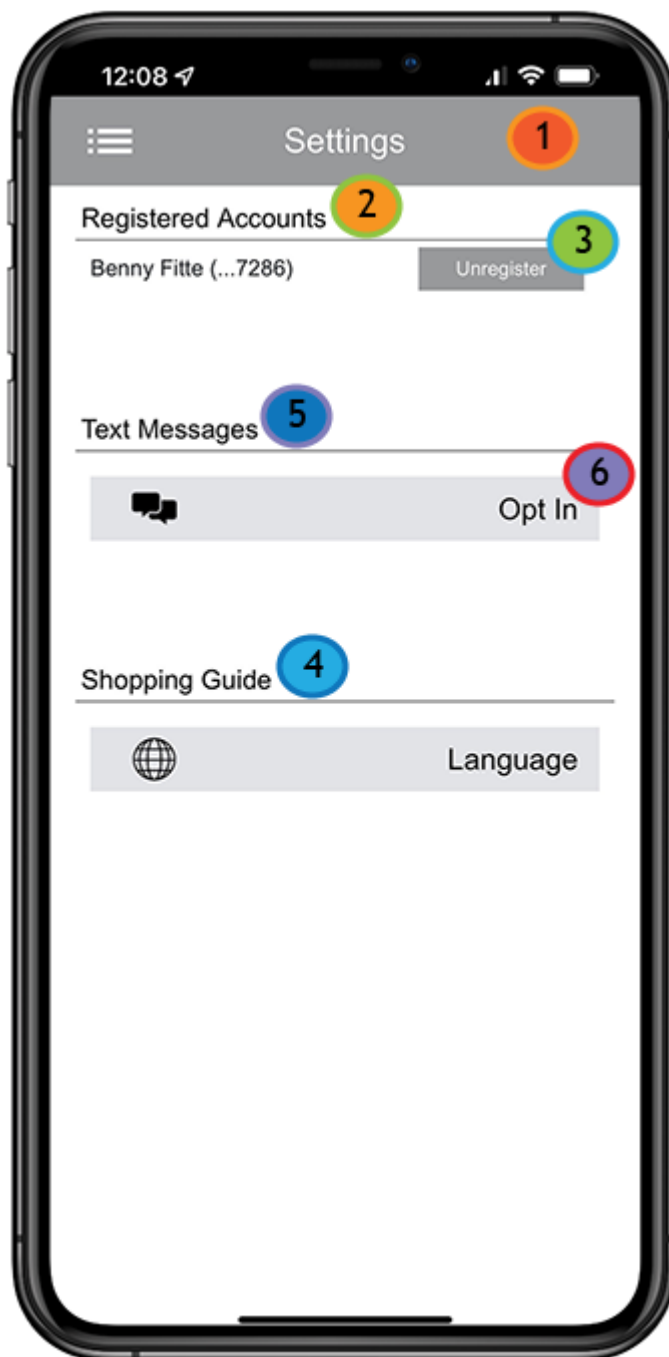 12:08
Settings 1
Registered Accounts 2
3
Benny Fitte (...7286) Unregister
Text Messages 5
6
Opt In
Shopping Guide 4
Language